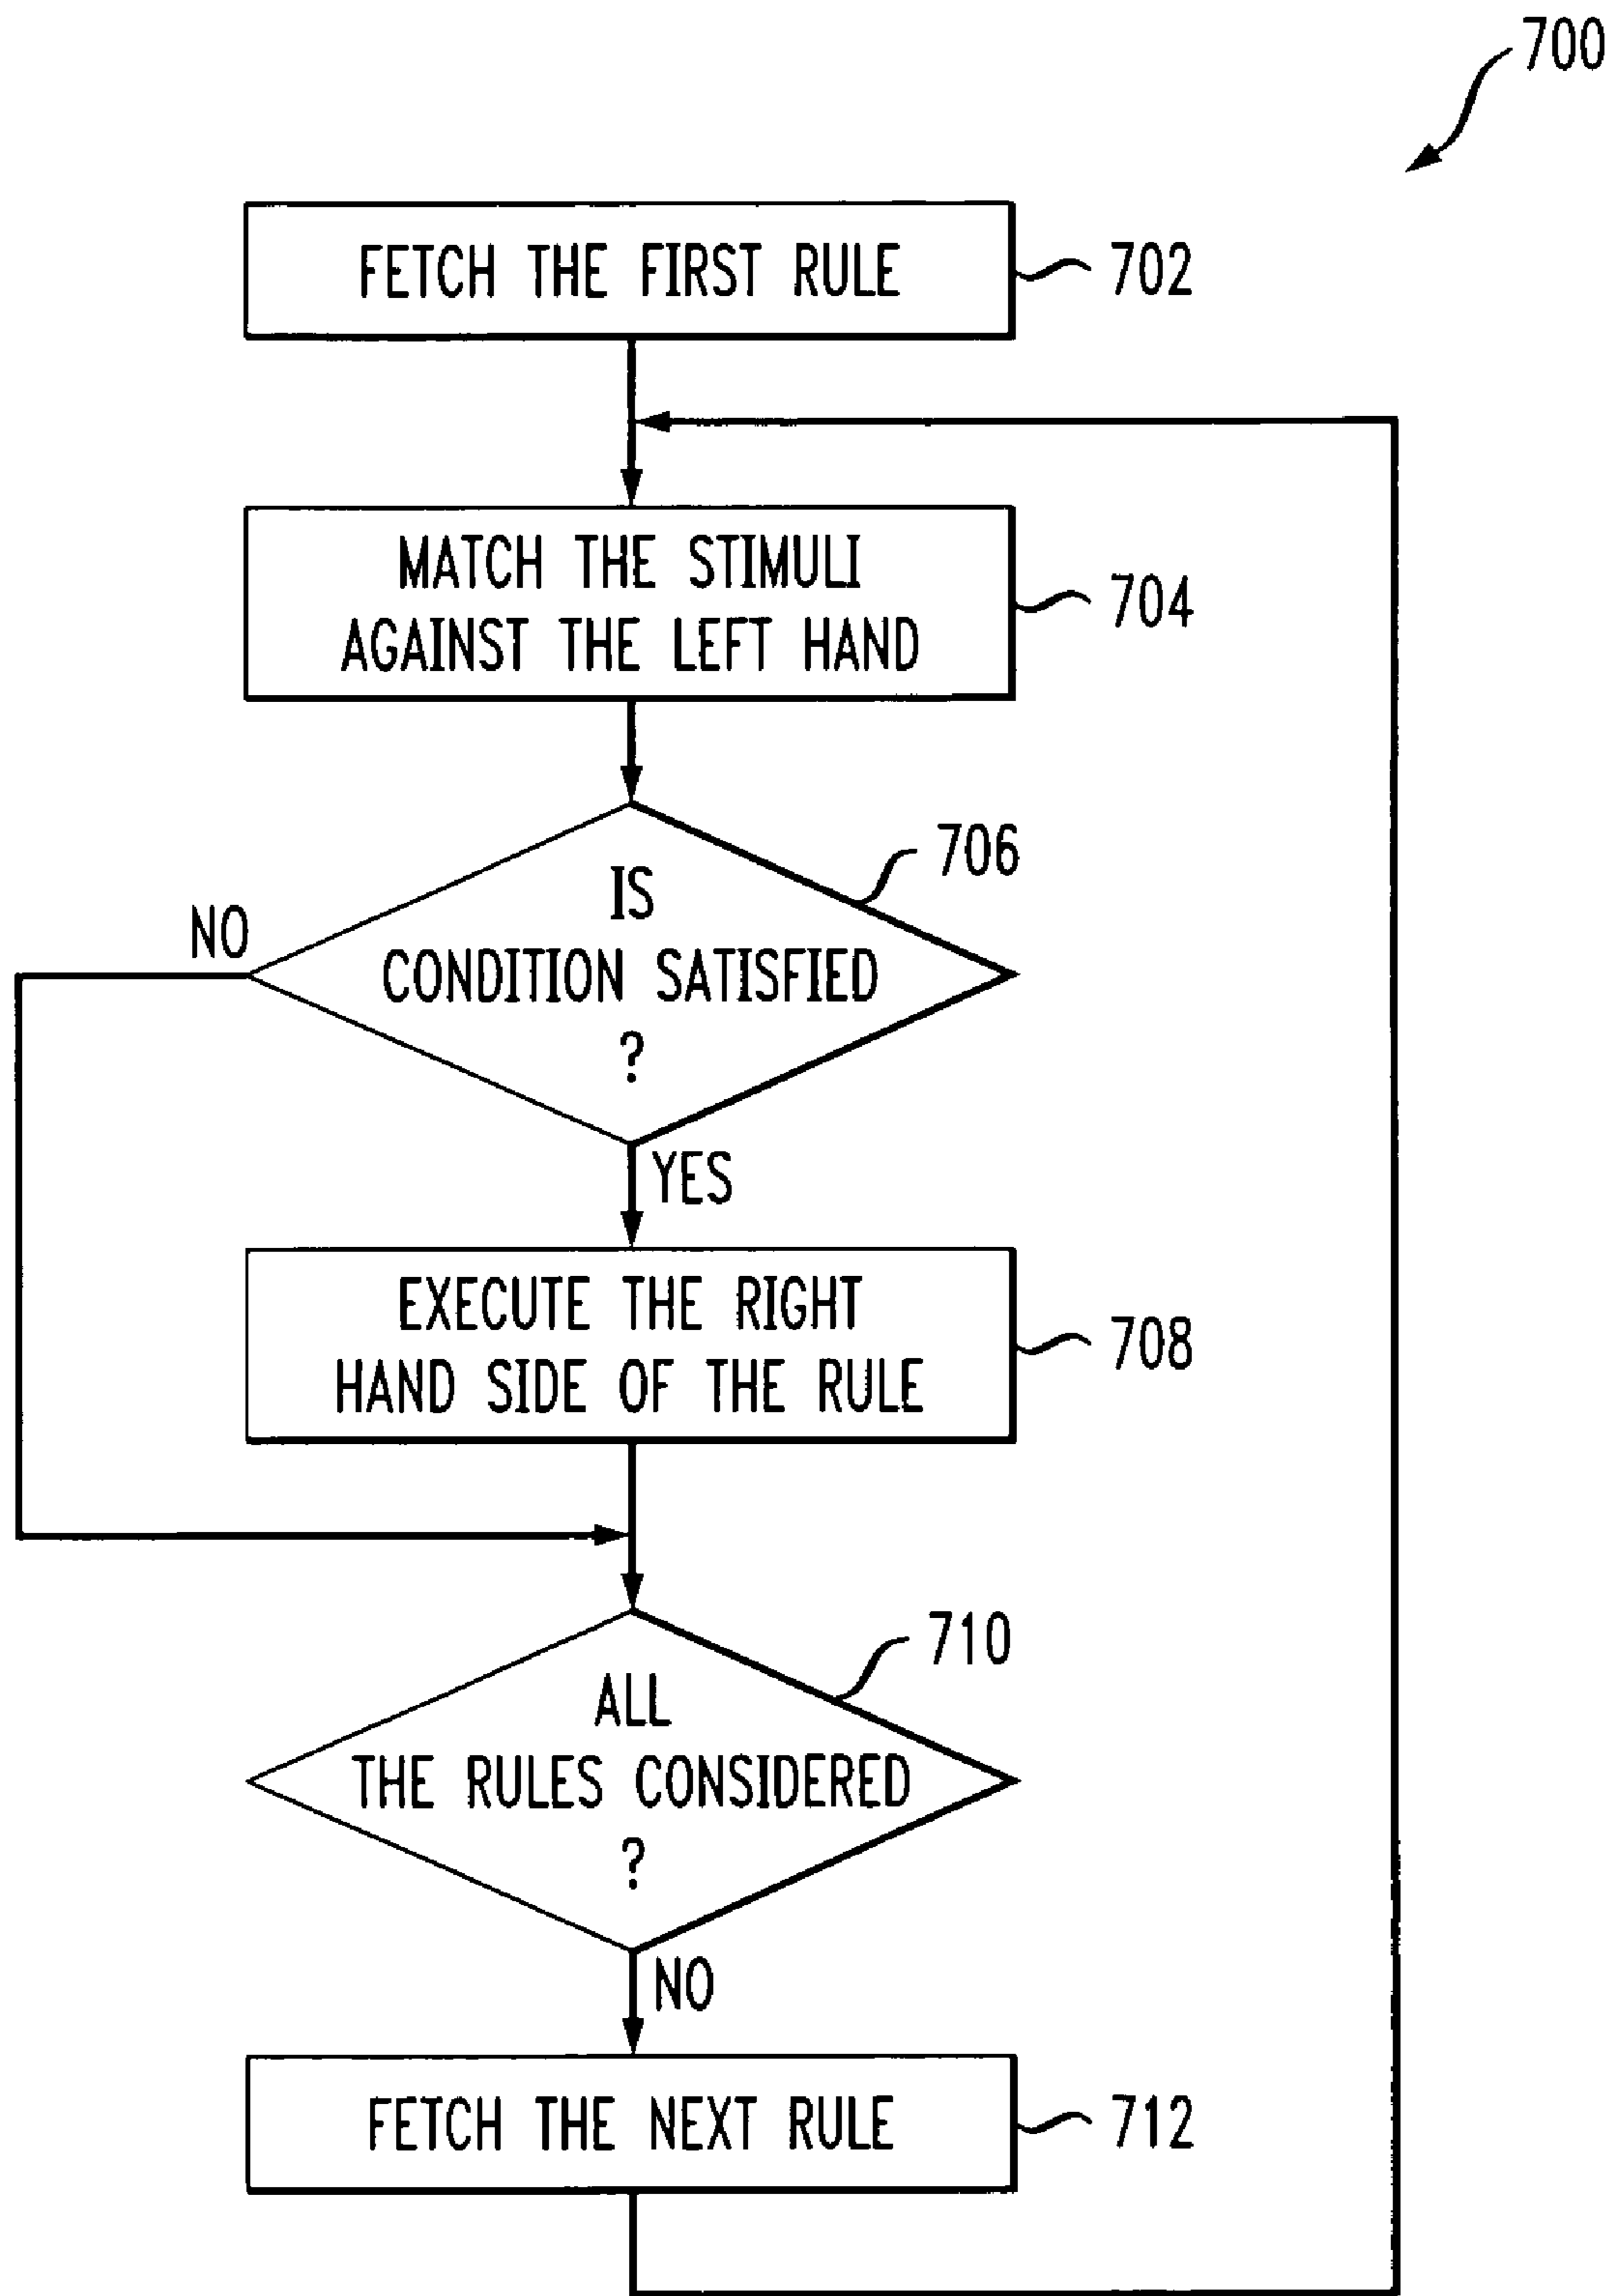 700
FETCH THE FIRST RULE
702
MATCH THE STIMULI
AGAINST THE LEFT HAND
704
706
IS
CONDITION SATISFIED
?
NO
YES
EXECUTE THE RIGHT
HAND SIDE OF THE RULE
708
710
ALL
THE RULES CONSIDERED
?
NO
FETCH THE NEXT RULE
712